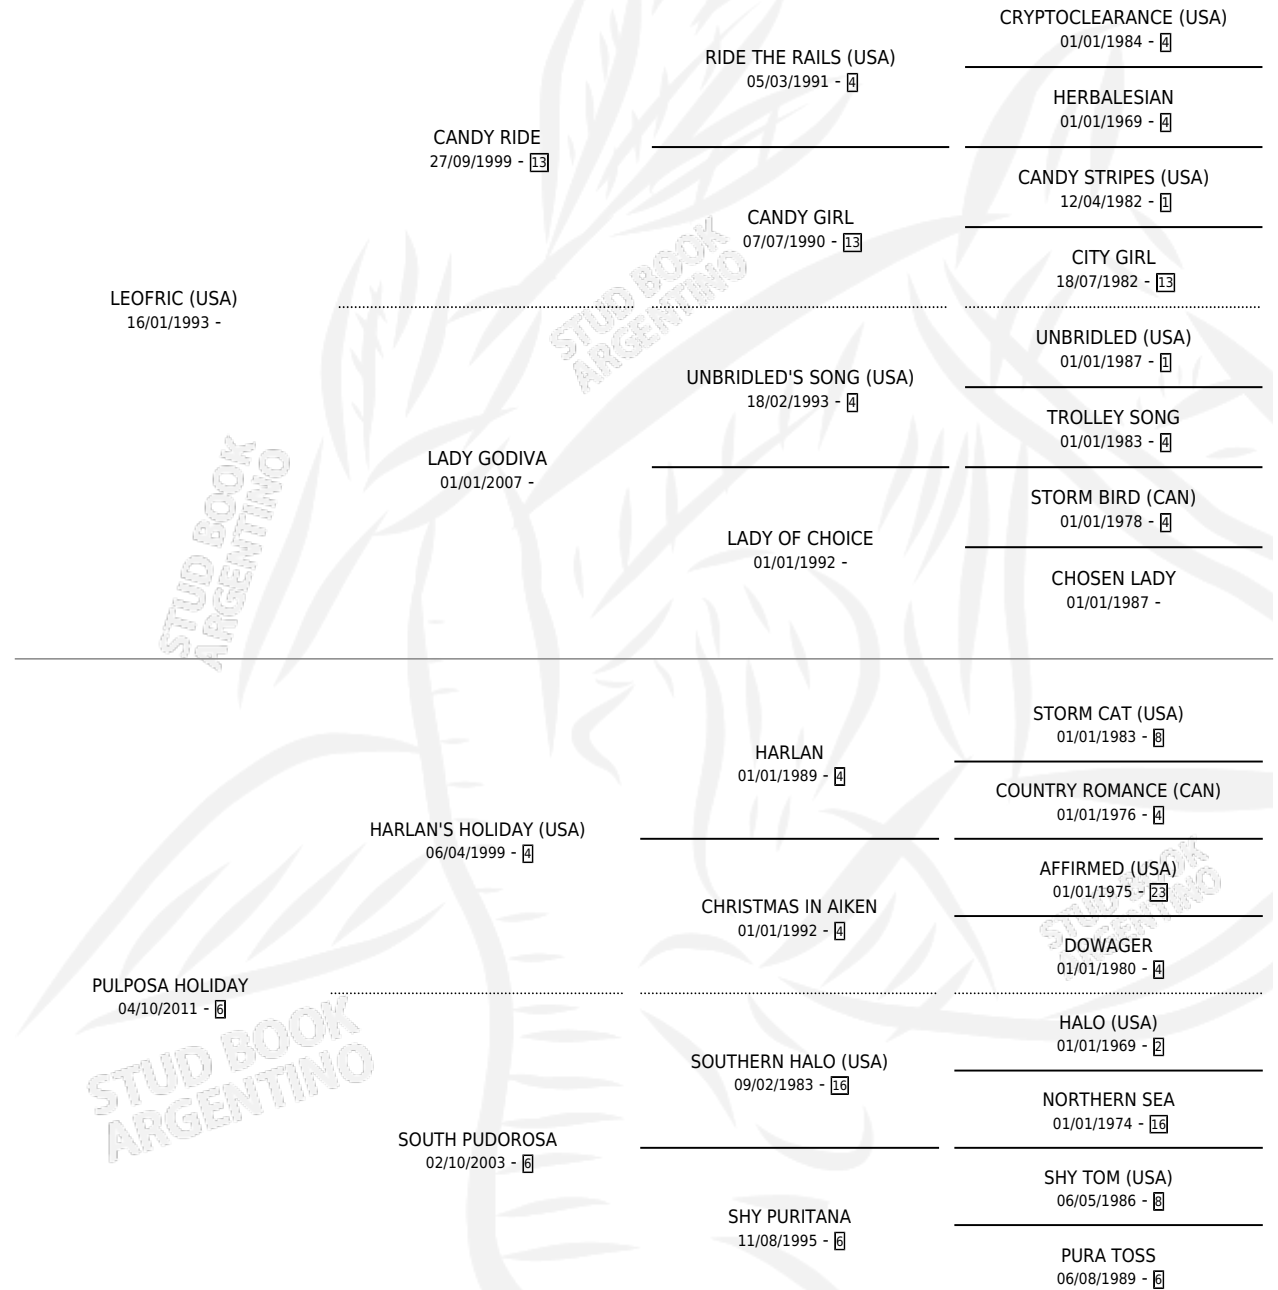 CRYPTOCLEARANCE (USA)
01/01/1984 - 4
RIDE THE RAILS (USA)
05/03/1991 - 4
HERBALESIAN
01/01/1969 - 4
CANDY RIDE
27/09/1999 - 13
CANDY STRIPES (USA)
12/04/1982 - 1
CANDY GIRL
07/07/1990 - 13
CITY GIRL
18/07/1982 - 13
LEOFRIC (USA)
16/01/1993 -
UNBRIDLED (USA)
01/01/1987 - 1
UNBRIDLED'S SONG (USA)
18/02/1993 - 4
TROLLEY SONG
01/01/1983 - 4
LADY GODIVA
01/01/2007 -
STORM BIRD (CAN)
01/01/1978 - 4
LADY OF CHOICE
01/01/1992 -
CHOSEN LADY
01/01/1987 -
STORM CAT (USA)
01/01/1983 - 8
HARLAN
01/01/1989 - 4
COUNTRY ROMANCE (CAN)
01/01/1976 - 4
HARLAN'S HOLIDAY (USA)
06/04/1999 - 4
AFFIRMED (USA)
01/01/1975 - 23
CHRISTMAS IN AIKEN
01/01/1992 - 4
DOWAGER
01/01/1980 - 4
PULPOSA HOLIDAY
04/10/2011 - 6
HALO (USA)
01/01/1969 - 2
SOUTHERN HALO (USA)
09/02/1983 - 16
NORTHERN SEA
01/01/1974 - 16
SOUTH PUDOROSA
02/10/2003 - 6
SHY TOM (USA)
06/05/1986 - 8
SHY PURITANA
11/08/1995 - 6
PURA TOSS
06/08/1989 - 6
STUD BOOK
ARGENTINO
STUD BOOK
ARGENTINO
STUD BOOK
ARGENTINO
STUD BOOK
ARGENTINO